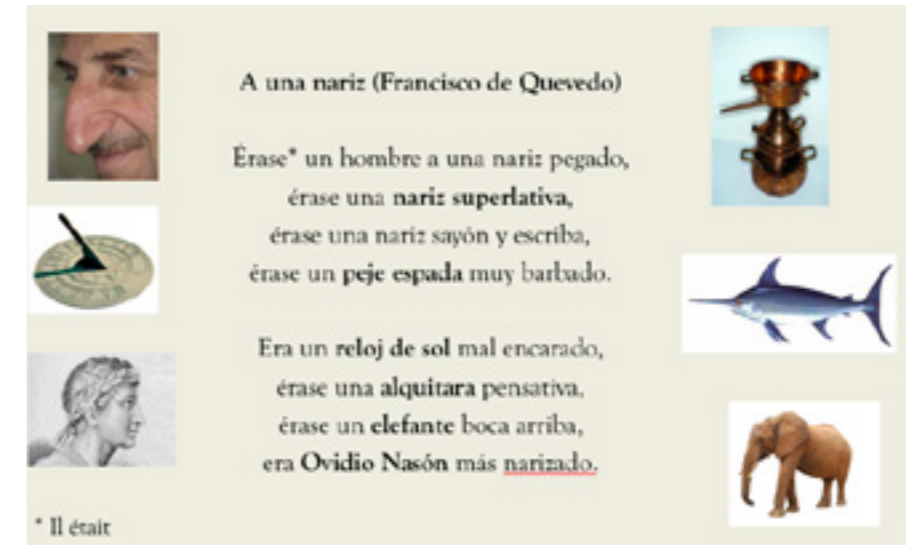 A una nariz (Francisco de Quevedo)
Érase* un hombre a una nariz pegado,
érase una nariz superlativa,
érase una nariz sayón y escriba,
érase un peje espada muy barbado.
Era un reloj de sol mal encarado,
érase una alquitara pensativa,
érase un elefante boca arriba,
era Ovidio Nasón más narizado.
* Il était